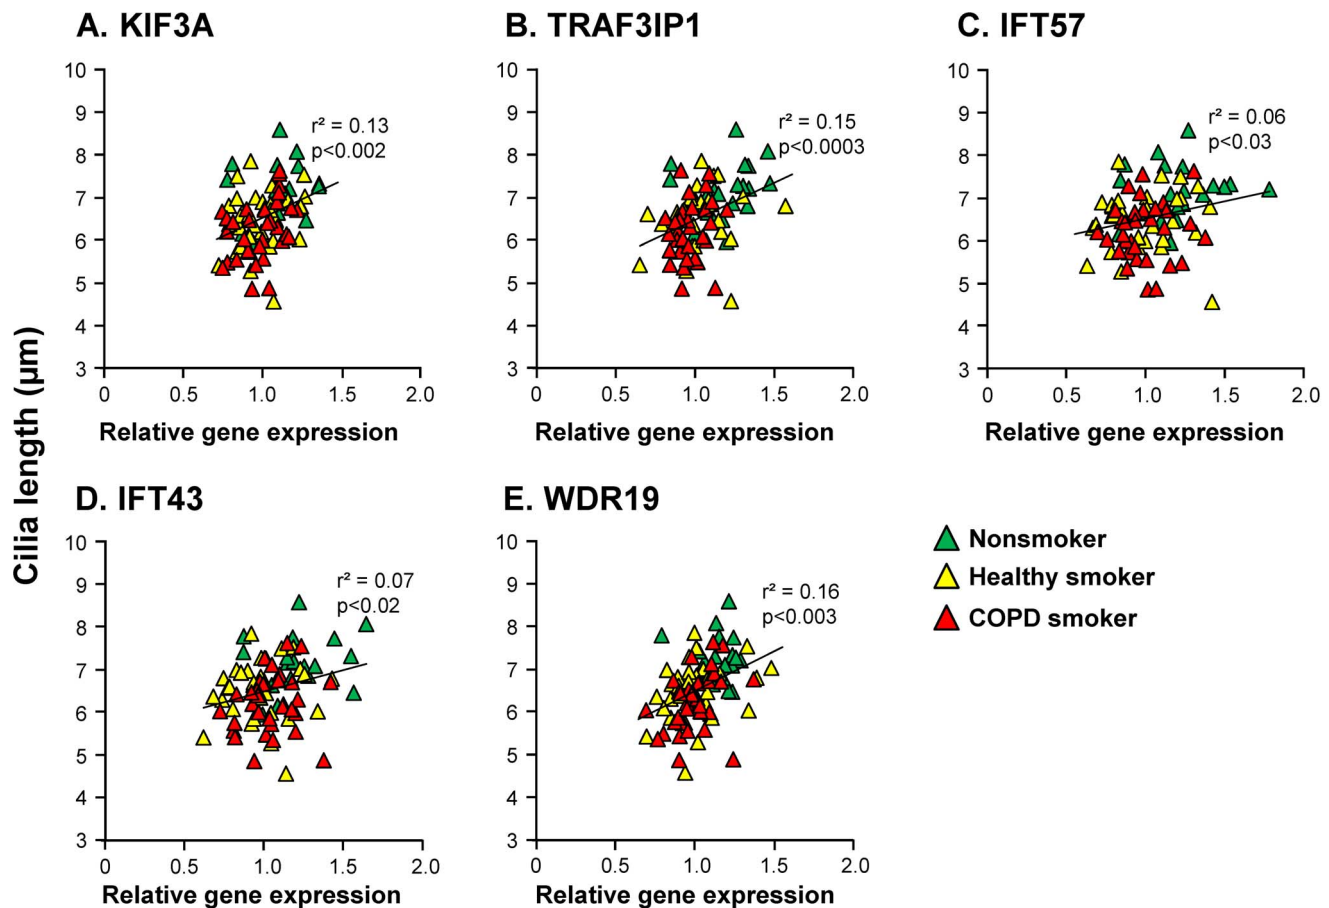 A. KIF3A
10
9
8
7
6
5
4
3
r² = 0.13
p<0.002
0
0.5
1.0
1.5
2.0
Relative gene expression
B. TRAF3IP1
10
9
8
7
6
5
4
3
r² = 0.15
p<0.0003
0
0.5
1.0
1.5
2.0
Relative gene expression
C. IFT57
10
9
8
7
6
5
4
3
r² = 0.06
p<0.03
0
0.5
1.0
1.5
2.0
Relative gene expression
Cilia length (µm)
D. IFT43
10
9
8
7
6
5
4
3
r² = 0.07
p<0.02
0
0.5
1.0
1.5
2.0
Relative gene expression
E. WDR19
10
9
8
7
6
5
4
3
r² = 0.16
p<0.003
0
0.5
1.0
1.5
2.0
Relative gene expression
Nonsmoker
Healthy smoker
COPD smoker